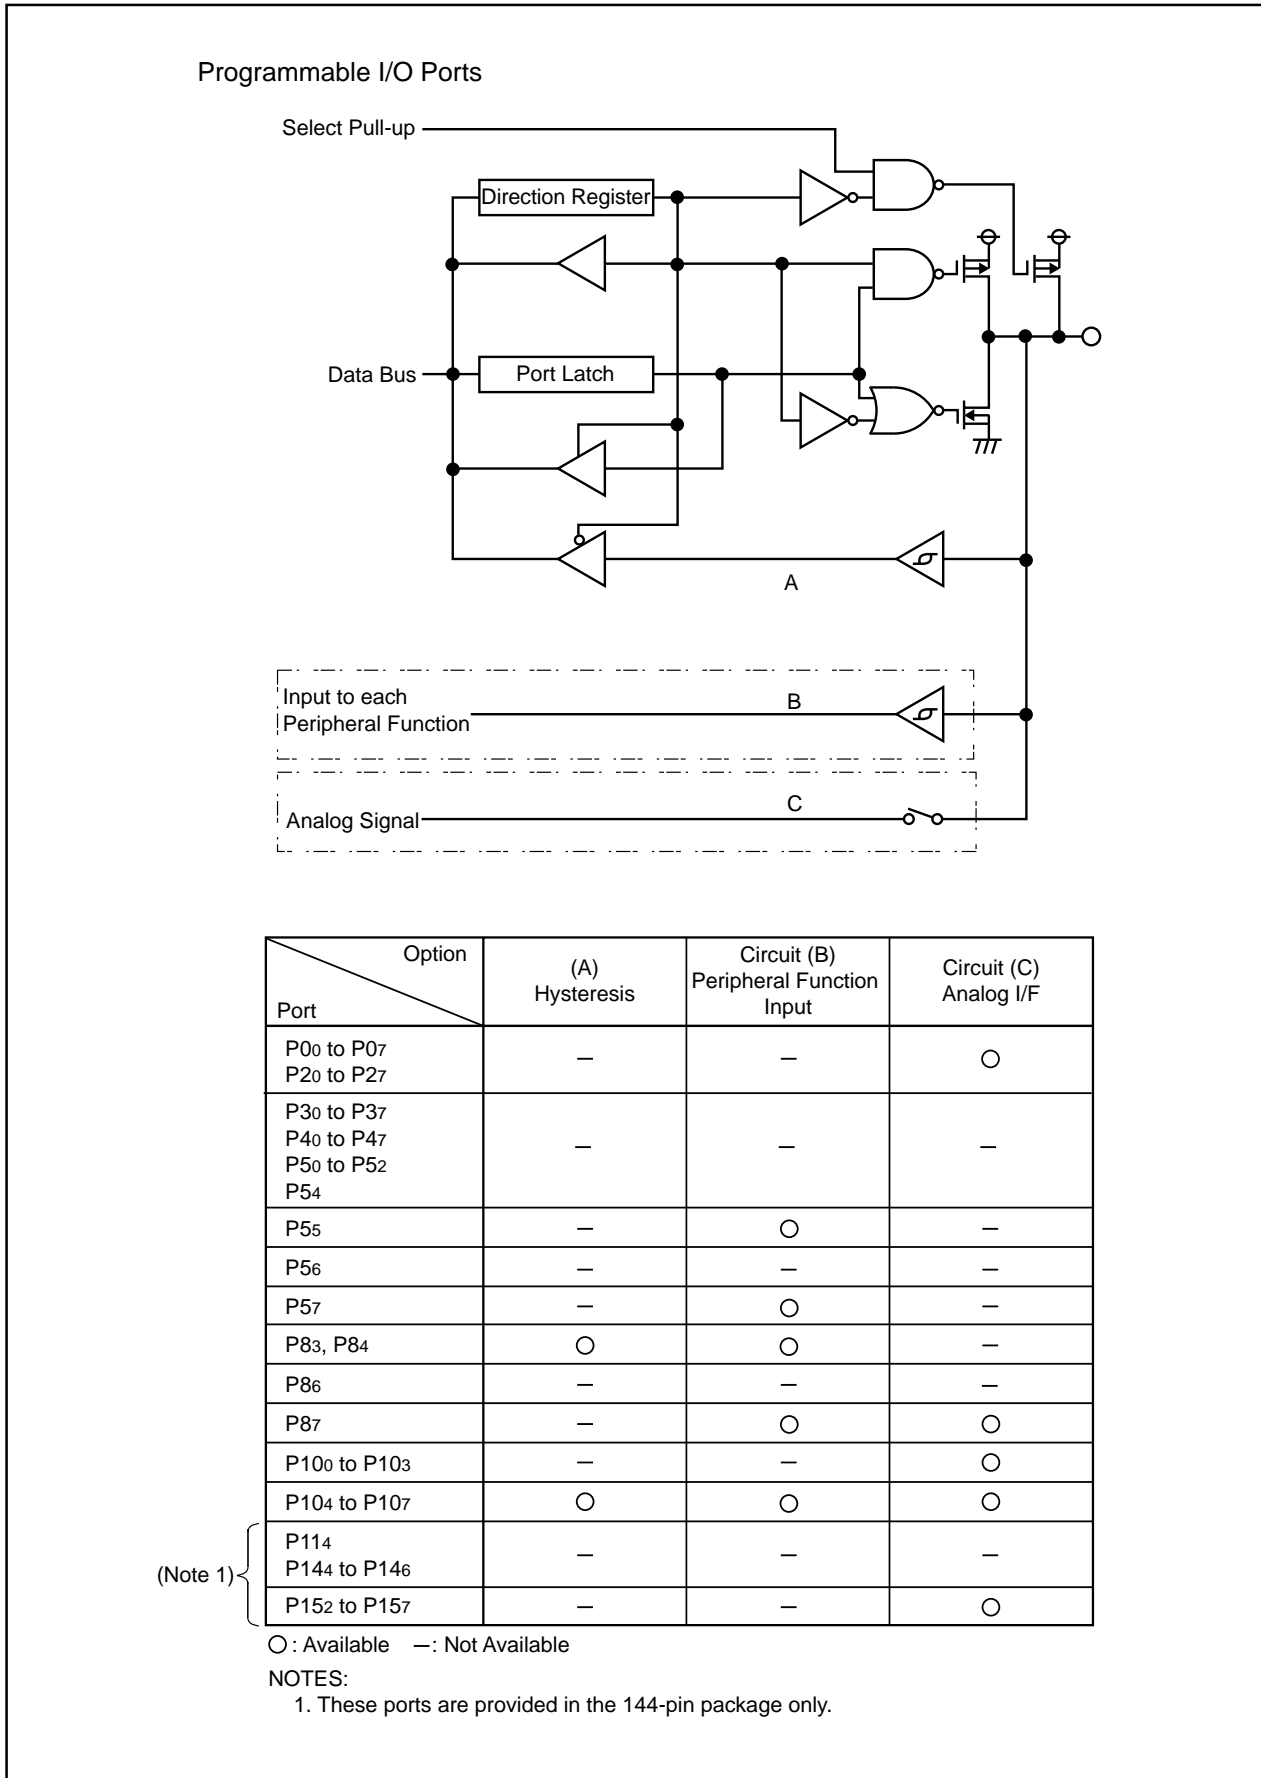 Programmable I/O Ports
Select Pull-up
Direction Register
Data Bus
Port Latch
A
Input to each
Peripheral Function
B
Analog Signal
C
Option
Port
(A)
Hysteresis
Circuit (B)
Peripheral Function
Input
Circuit (C)
Analog I/F
P00 to P07
P20 to P27
– – ○
P30 to P37
P40 to P47
P50 to P52
P54
– – –
P55 – ○ –
P56 – – –
P57 – ○ –
P83, P84 ○ ○ –
P86 – – –
P87 – ○ ○
P100 to P103 – – ○
P104 to P107 ○ ○ ○
(Note 1)
P114
P144 to P146
– – –
P152 to P157 – – ○
○ : Available –: Not Available
NOTES:
1. These ports are provided in the 144-pin package only.